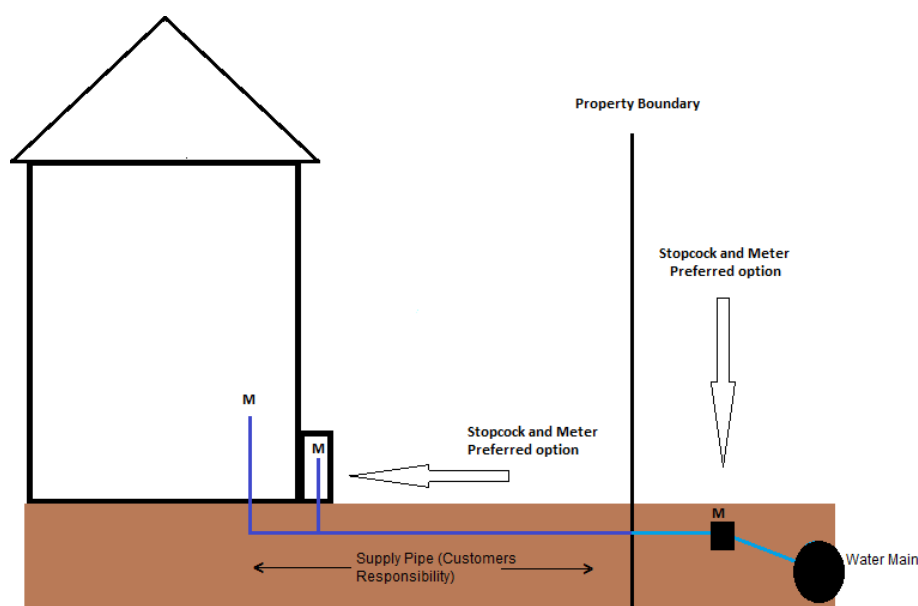 Property Boundary
Stopcock and Meter
Preferred option
M
Stopcock and Meter
Preferred option
M
M
Supply Pipe (Customers
Responsibility)
Water Main